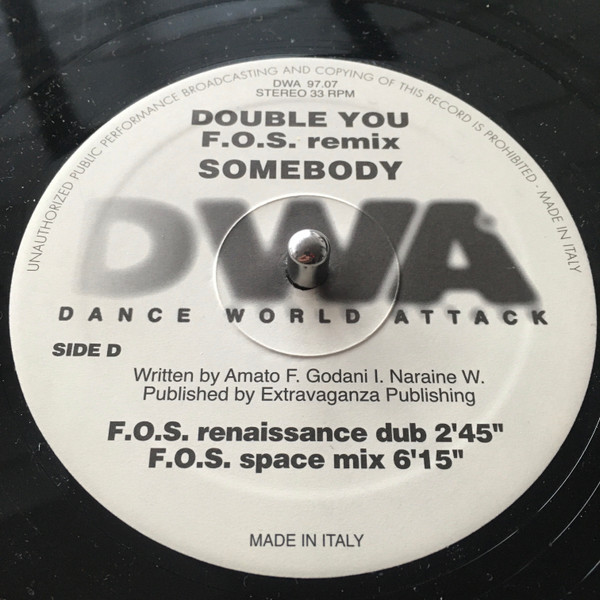 UNAUTHORIZED PUBLIC PERFORMANCE BROADCASTING AND COPYING OF THIS RECORD IS PROHIBITED - MADE IN ITALY
DWA 97.07
STEREO 33 RPM
DOUBLE YOU
F.O.S. remix
SOMEBODY
DWA
DANCE WORLD ATTACK
SIDE D
Written by Amato F. Godani I. Naraine W.
Published by Extravaganza Publishing
F.O.S. renaissance dub 2'45"
F.O.S. space mix 6'15"
MADE IN ITALY